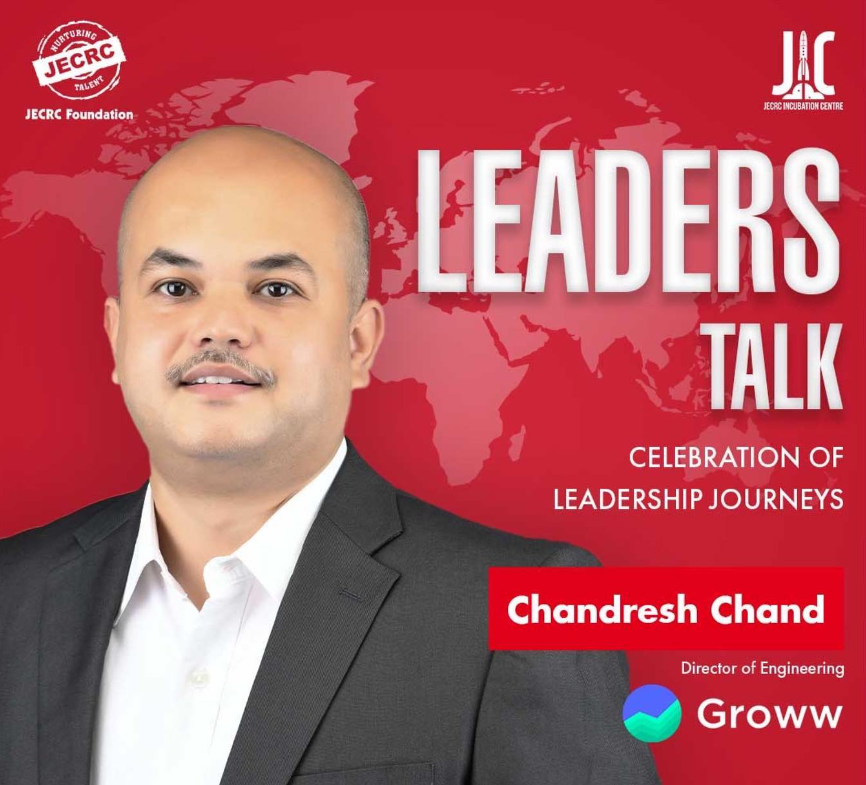 NURTURING
JECRC
TALENT
JECRC Foundation
JIC
JECRC INCUBATION CENTRE
LEADERS
TALK
CELEBRATION OF
LEADERSHIP JOURNEYS
Chandresh Chand
Director of Engineering
Groww